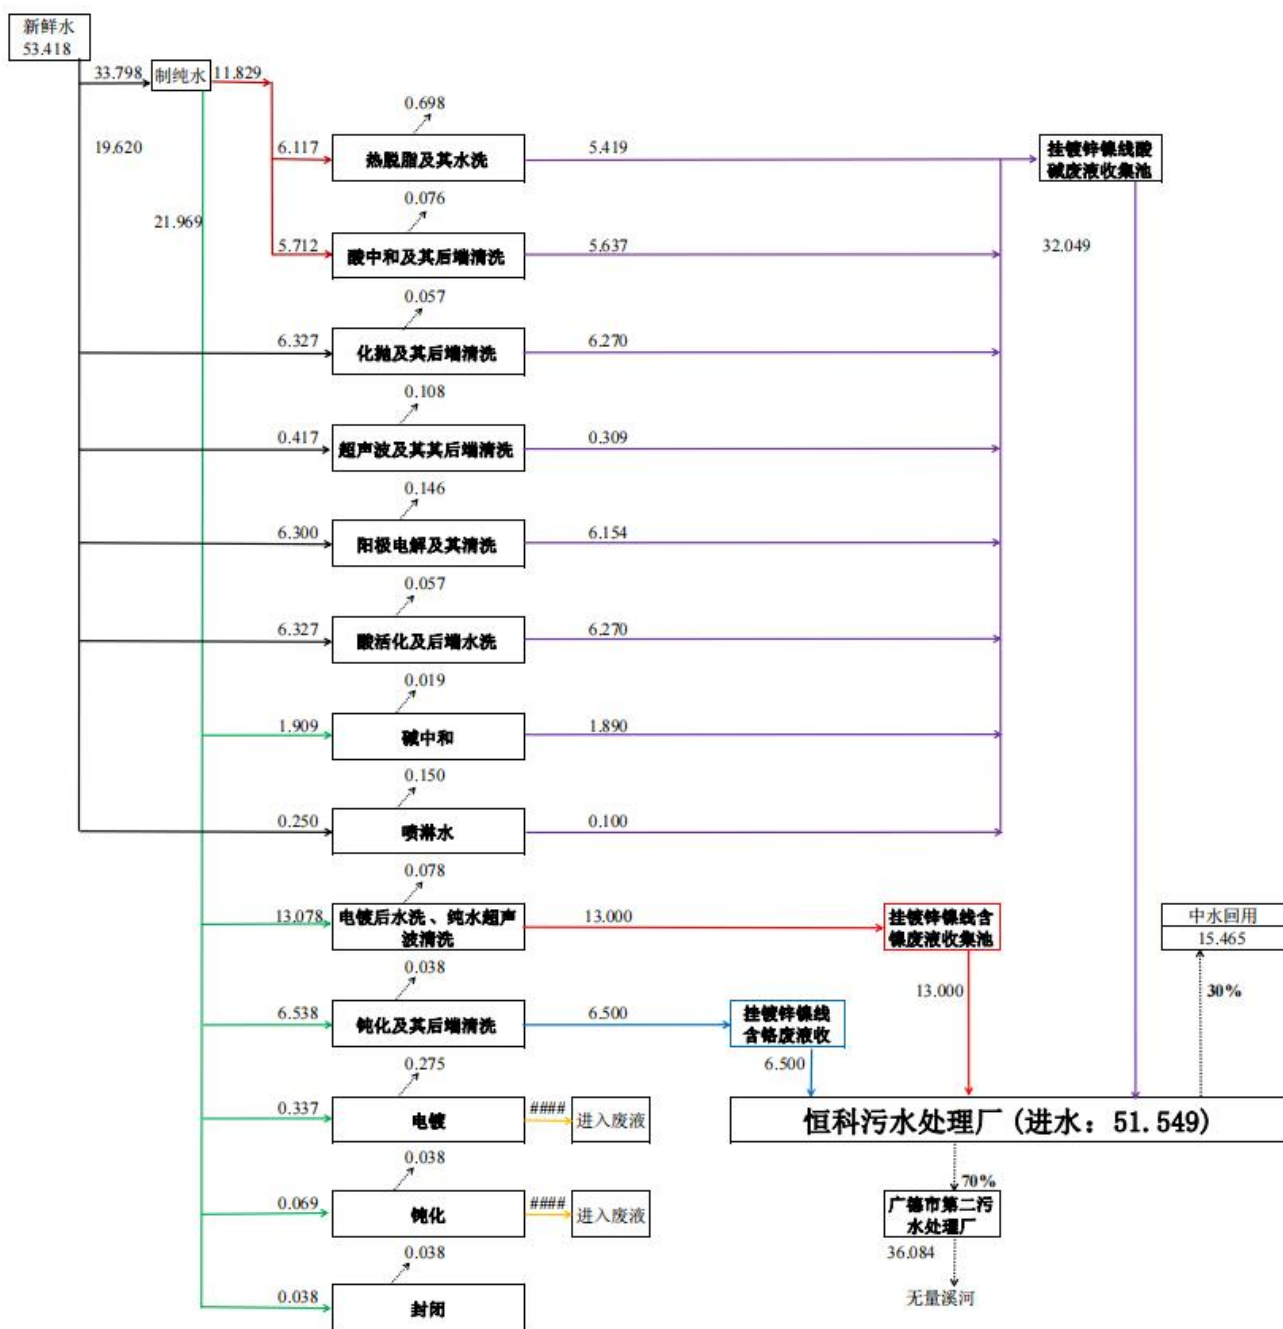 新鲜水
53.418
33.798
制纯水
11.829
19.620
21.969
0.698
6.117
热脱脂及其水洗
5.419
挂镀锌镍线酸
碱废液收集池
0.076
5.712
酸中和及其后端清洗
5.637
32.049
0.057
6.327
化抛及其后端清洗
6.270
0.108
0.417
超声波及其其后端清洗
0.309
0.146
6.300
阳极电解及其清洗
6.154
0.057
6.327
酸活化及后端水洗
6.270
0.019
1.909
碱中和
1.890
0.150
0.250
喷淋水
0.100
0.078
13.078
电镀后水洗、纯水超声
波清洗
13.000
挂镀锌镍线含
镍废液收集池
中水回用
15.465
13.000
30%
0.038
6.538
钝化及其后端清洗
6.500
挂镀锌镍线
含铬废液收
6.500
0.275
0.337
电镀
####
进入废液
恒科污水处理厂(进水：51.549)
0.038
70%
0.069
钝化
####
进入废液
广德市第二污
水处理厂
36.084
0.038
0.038
封闭
无量溪河